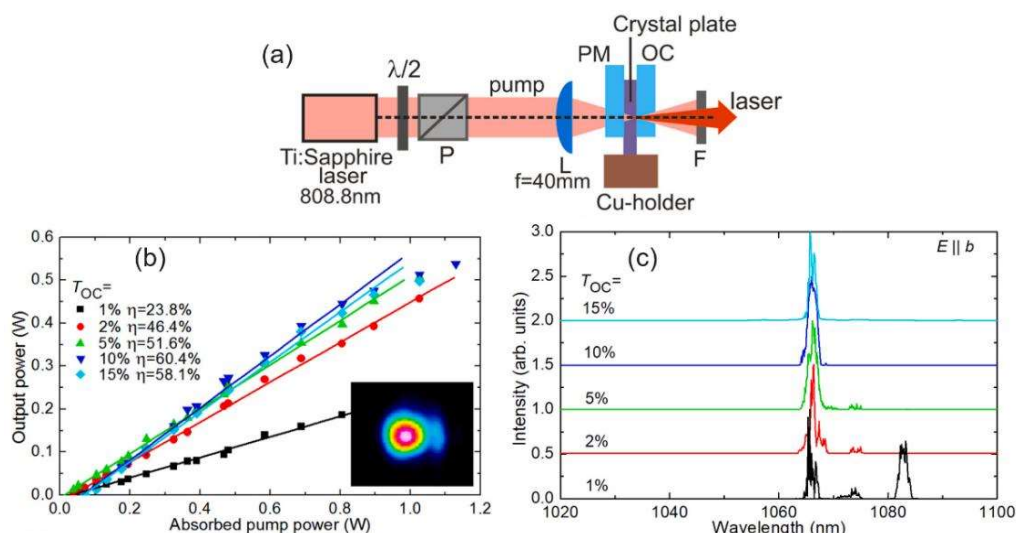 (a)
Crystal plate
PM
OC
λ/2
pump
laser
P
L
F
Ti:Sapphire
laser
808.8nm
f=40mm
Cu-holder
(b)
0.6
0.5
0.4
0.3
0.2
0.1
0.0
Output power (W)
T_OC=
1% η=23.8%
2% η=46.4%
5% η=51.6%
10% η=60.4%
15% η=58.1%
0.0 0.2 0.4 0.6 0.8 1.0 1.2
Absorbed pump power (W)
(c)
E || b
3.0
2.5
2.0
1.5
1.0
0.5
0.0
Intensity (arb. units)
T_OC=
15%
10%
5%
2%
1%
1020 1040 1060 1080 1100
Wavelength (nm)